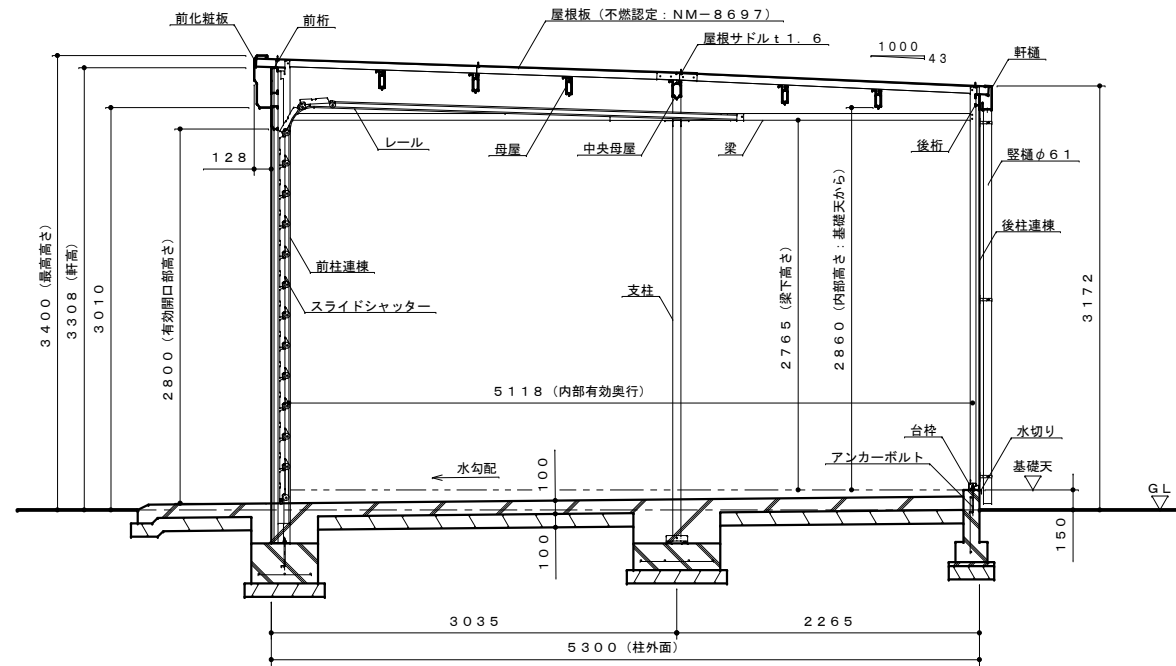 前化粧板
前桁
屋根板（不燃認定：NM－8697）
屋根サドルｔ１．６
１０００
４３
軒樋
レール
母屋
中央母屋
梁
後桁
竪樋φ６１
１２８
３４００（最高高さ）
３３０８（軒高）
３０１０
２８００（有効開口部高さ）
前柱連棟
スライドシャッター
支柱
２７６５（梁下高さ）
２８６０（内部高さ：基礎天から）
後柱連棟
３１７２
５１１８（内部有効奥行）
台枠
水切り
アンカーボルト
基礎天
水勾配
１００
１００
ＧＬ
１５０
３０３５
２２６５
５３００（柱外面）